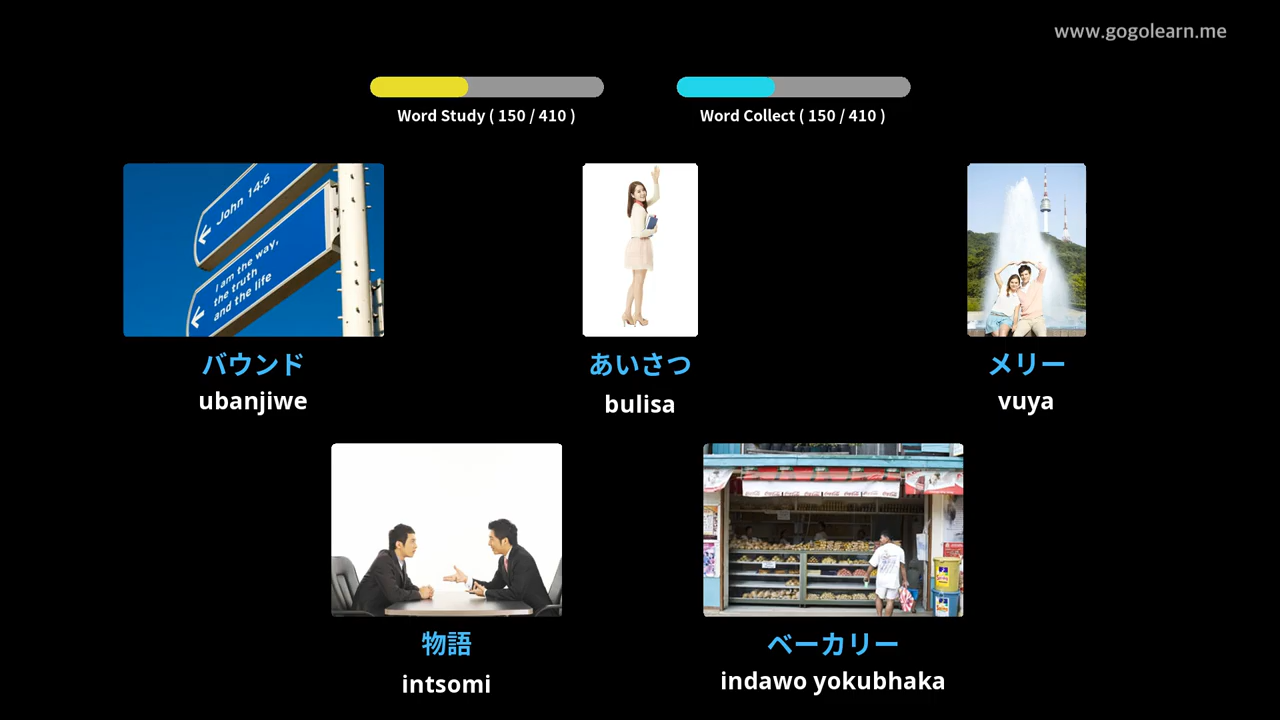 www.gogolearn.me
Word Study ( 150 / 410 )
Word Collect ( 150 / 410 )
John 14:6
I am the way,
the truth
and the life
バウンド
ubanjiwe
あいさつ
bulisa
メリー
vuya
物語
intsomi
ベーカリー
indawo yokubhaka